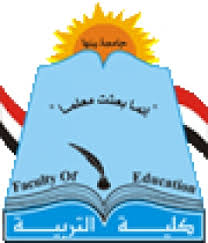 جامعة بنها
" إنما بعثت معلما "
Faculty Of Education
كلية التربية